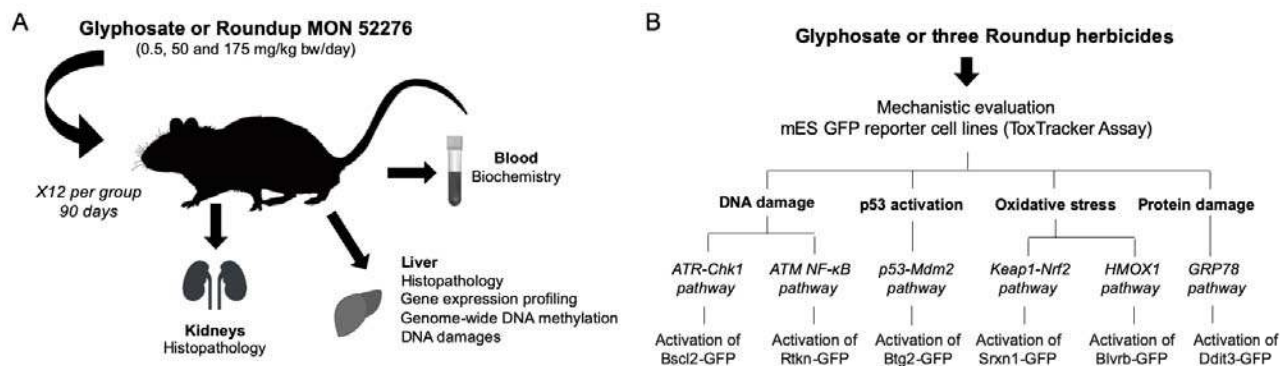 A
Glyphosate or Roundup MON 52276
(0.5, 50 and 175 mg/kg bw/day)
X12 per group
90 days
Blood
Biochemistry
Liver
Histopathology
Gene expression profiling
Genome-wide DNA methylation
DNA damages
Kidneys
Histopathology
B
Glyphosate or three Roundup herbicides
Mechanistic evaluation
mES GFP reporter cell lines (ToxTracker Assay)
DNA damage
p53 activation
Oxidative stress
Protein damage
ATR-Chk1
pathway
ATM NF-κB
pathway
p53-Mdm2
pathway
Keap1-Nrf2
pathway
HMOX1
pathway
GRP78
pathway
Activation of
Bscl2-GFP
Activation of
Rtkn-GFP
Activation of
Btg2-GFP
Activation of
Srxn1-GFP
Activation of
Blvrb-GFP
Activation of
Ddit3-GFP